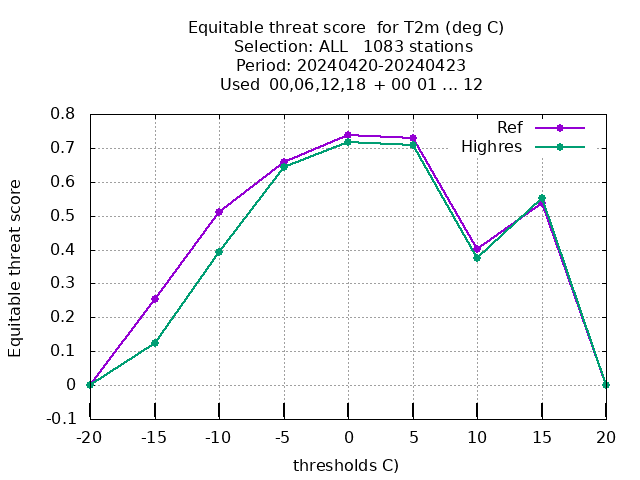 Equitable threat score  for T2m (deg C)
Selection: ALL   1083 stations
Period: 20240420-20240423
Used  00,06,12,18  + 00 01 ... 12
Ref
Highres
Equitable threat score
0.8
0.7
0.6
0.5
0.4
0.3
0.2
0.1
0
-0.1
-20 -15 -10 -5 0 5 10 15 20
thresholds C)